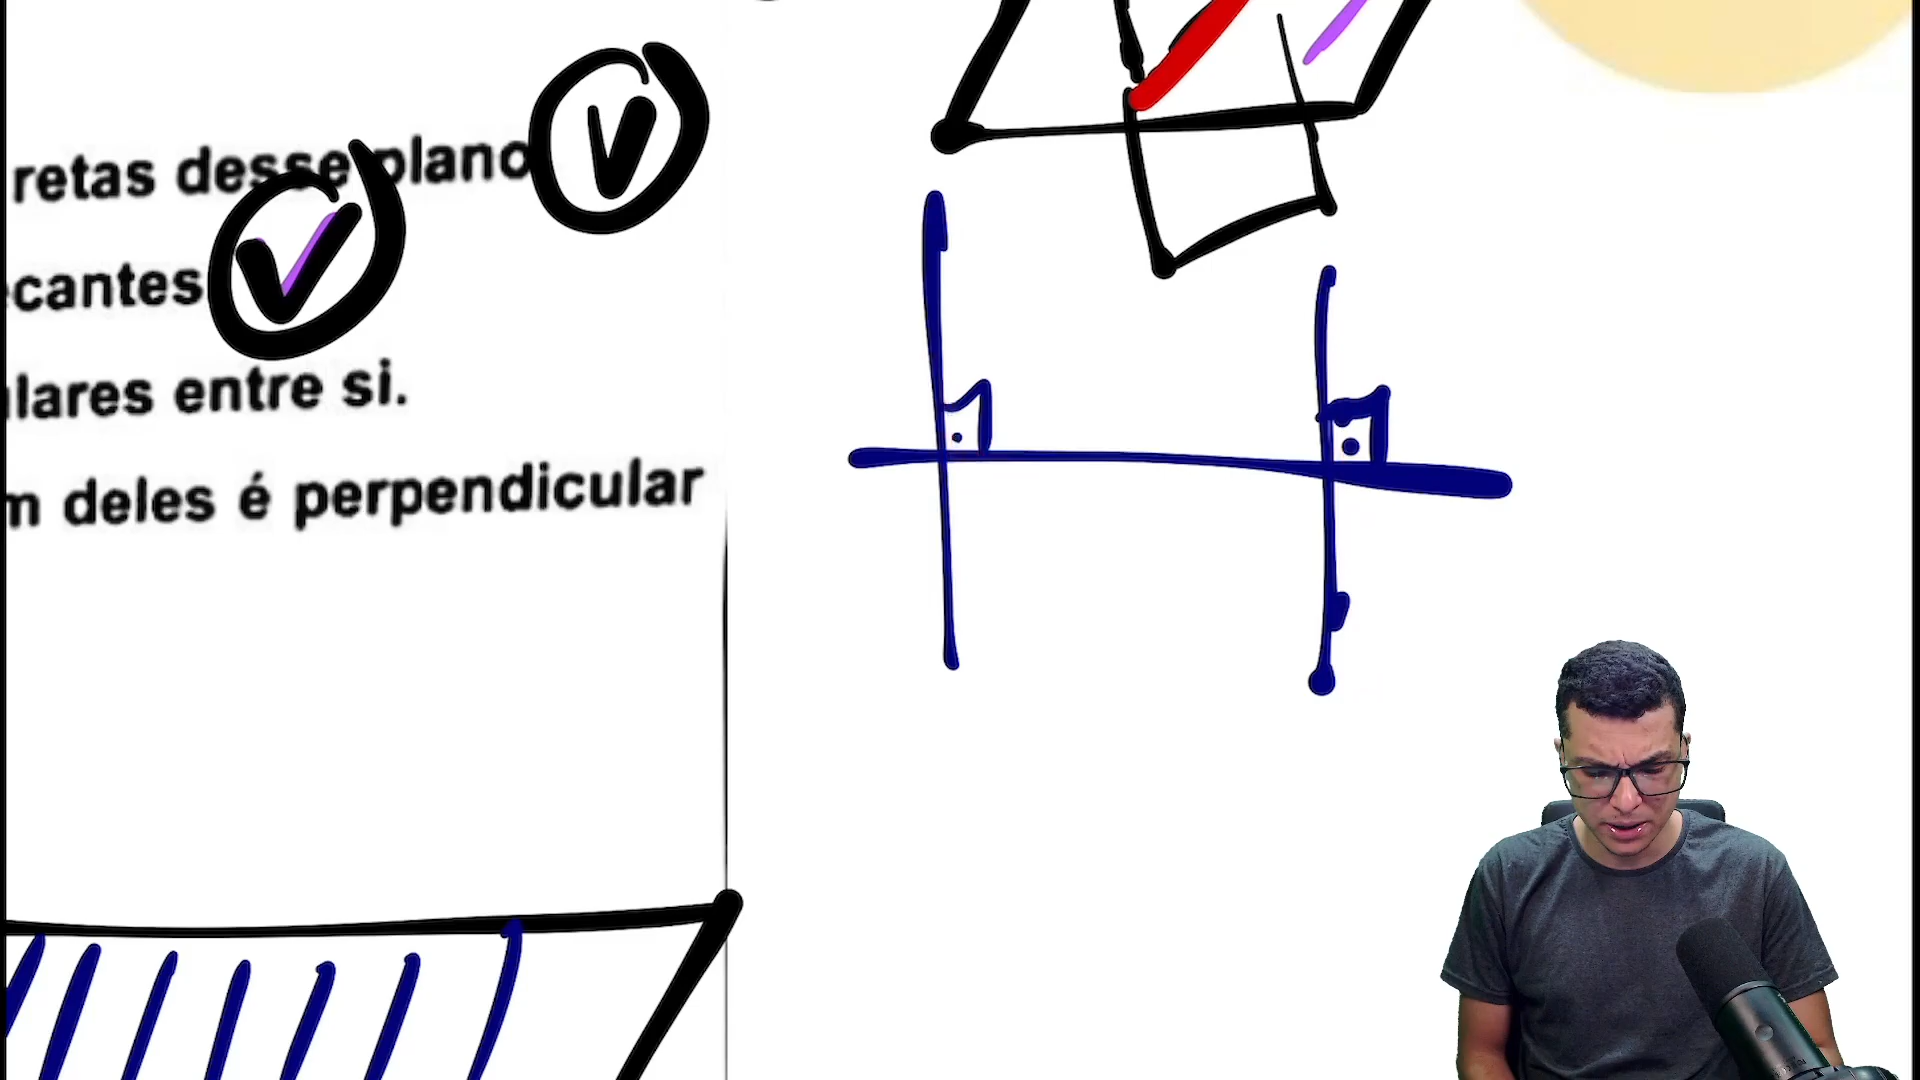 retas desse plano V
cantes V
lares entre si.
deles é perpendicular